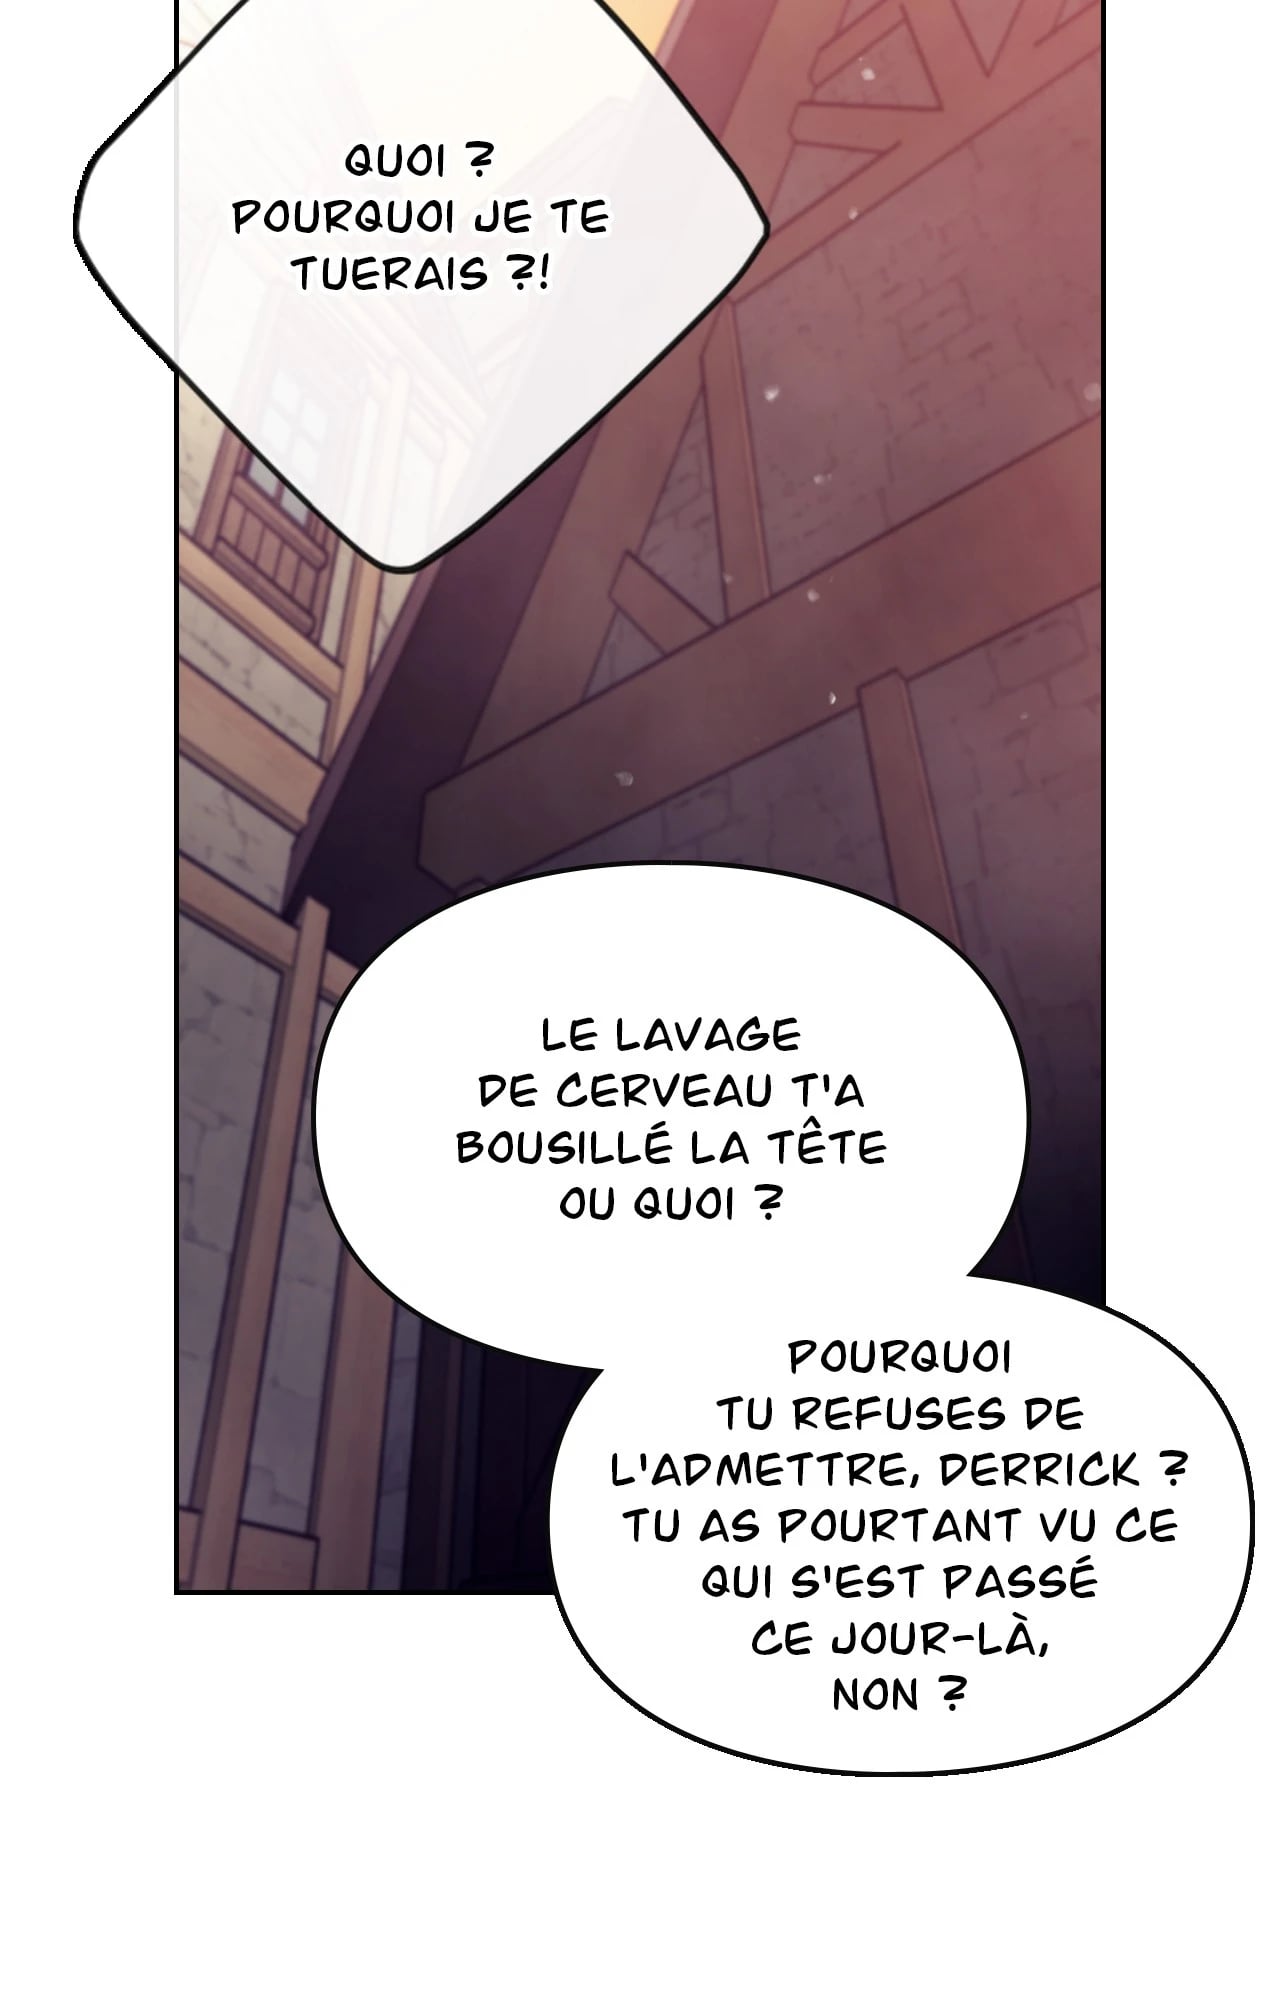 QUOI ?
POURQUOI JE TE
TUERAIS ?!
LE LAVAGE
DE CERVEAU T'A
BOUSILLÉ LA TÊTE
OU QUOI ?
POURQUOI
TU REFUSES DE
L'ADMETTRE, DERRICK ?
TU AS POURTANT VU CE
QUI S'EST PASSÉ
CE JOUR-LÀ,
NON ?